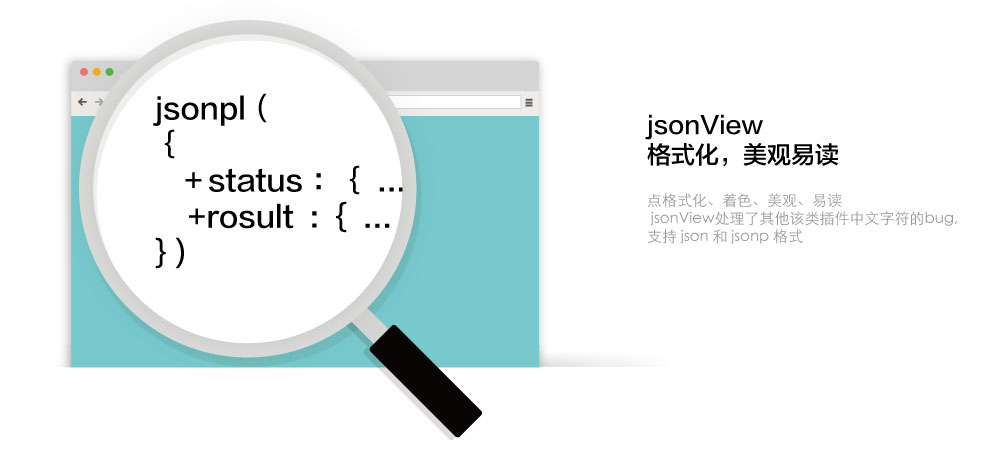 jsonpl (
{
+ status : { ...
+rosult : { ...
} )
jsonView
格式化，美观易读
点格式化、着色、美观、易读
jsonView处理了其他该类插件中文字符的bug,
支持 json 和 jsonp 格式